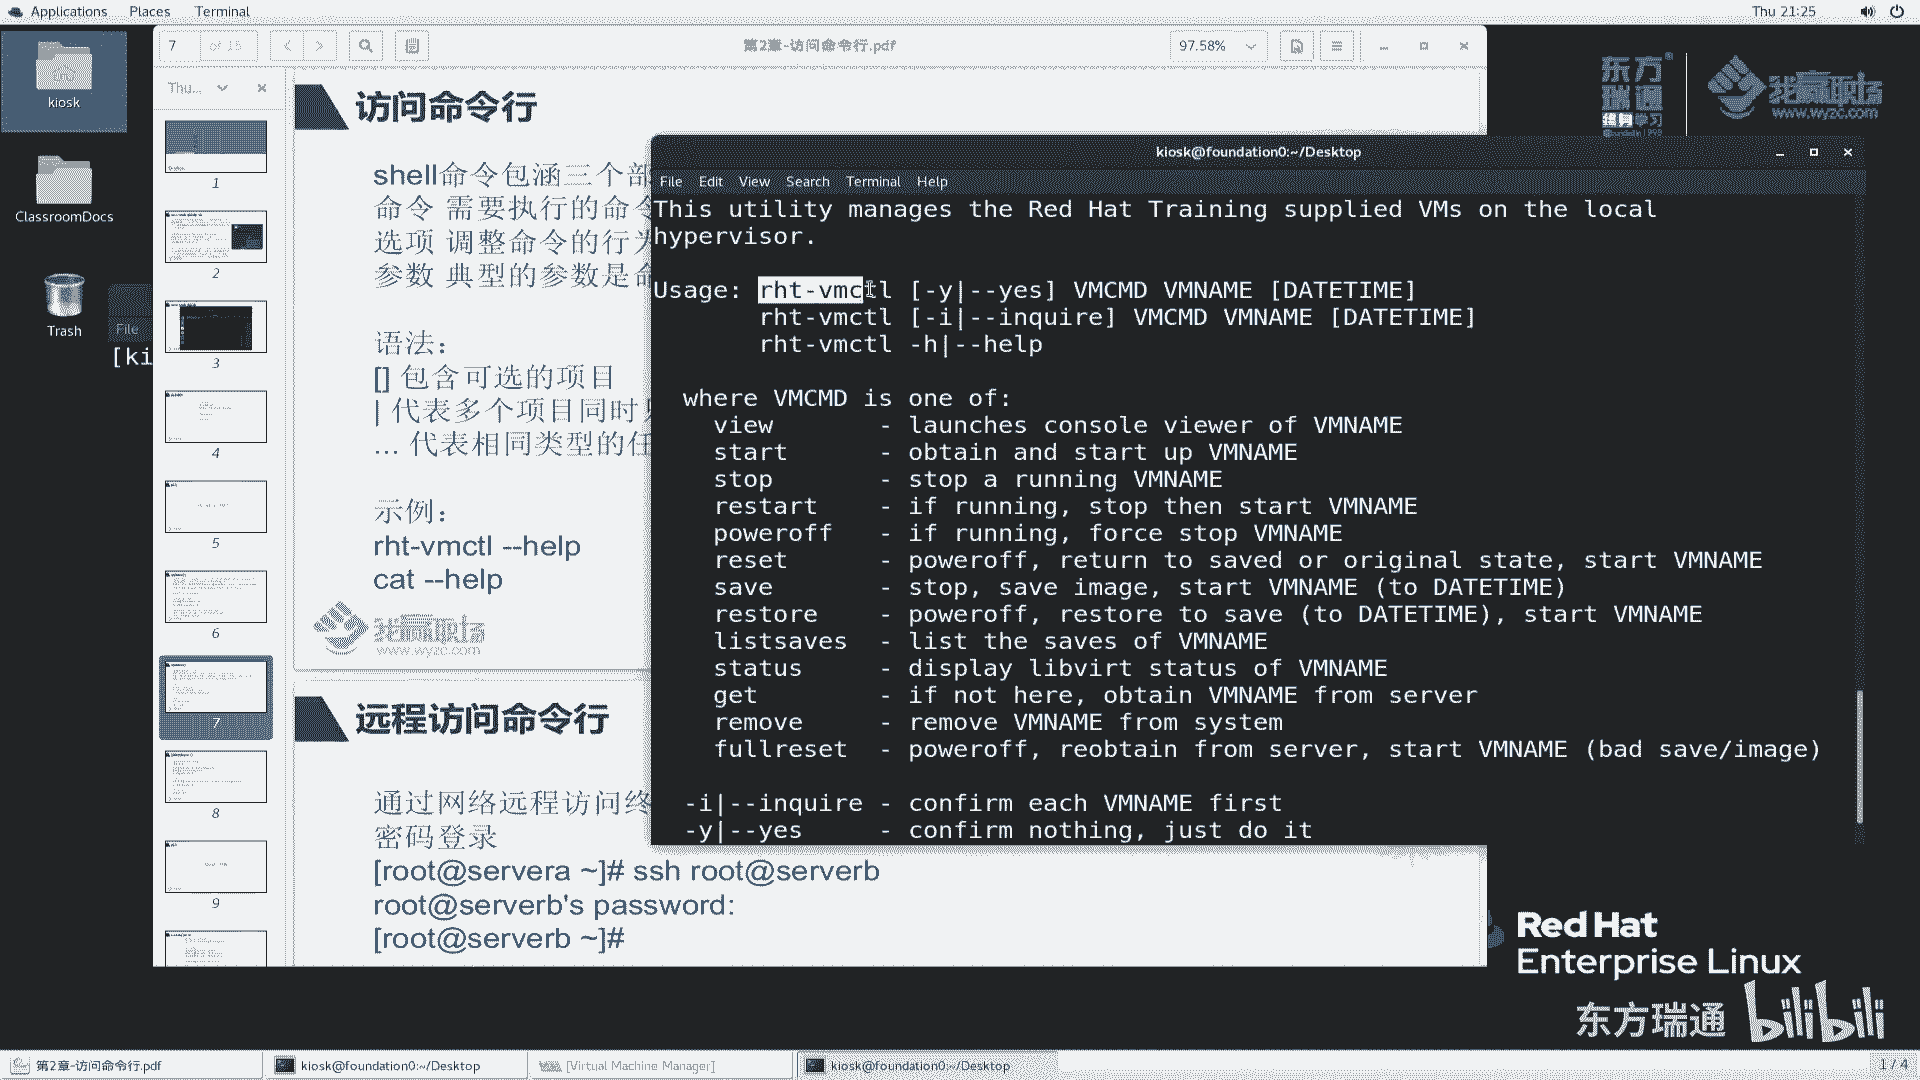 Applications Places Terminal
Thu 21:25
kiosk
ClassroomDocs
Trash
File
[ki
7 of 15
第2章-访问命令行.pdf
97.58%
Thu...
1
2
3
4
5
6
7
8
9
访问命令行
shell命令包涵三个部
命令 需要执行的命令
选项 调整命令的行为
参数 典型的参数是命
语法：
[] 包含可选的项目
| 代表多个项目同时只
... 代表相同类型的任
示例：
rht-vmctl --help
cat --help
我赢职场
www.wyzc.com
远程访问命令行
通过网络远程访问终
密码登录
[root@servera ~]# ssh root@serverb
root@serverb's password:
[root@serverb ~]#
kiosk@foundation0:~/Desktop
File Edit View Search Terminal Help
This utility manages the Red Hat Training supplied VMs on the local
hypervisor.
Usage: rht-vmctl [-y|--yes] VMCMD VMNAME [DATETIME]
rht-vmctl [-i|--inquire] VMCMD VMNAME [DATETIME]
rht-vmctl -h|--help
where VMCMD is one of:
view - launches console viewer of VMNAME
start - obtain and start up VMNAME
stop - stop a running VMNAME
restart - if running, stop then start VMNAME
poweroff - if running, force stop VMNAME
reset - poweroff, return to saved or original state, start VMNAME
save - stop, save image, start VMNAME (to DATETIME)
restore - poweroff, restore to save (to DATETIME), start VMNAME
listsaves - list the saves of VMNAME
status - display libvirt status of VMNAME
get - if not here, obtain VMNAME from server
remove - remove VMNAME from system
fullreset - poweroff, reobtain from server, start VMNAME (bad save/image)
-i|--inquire - confirm each VMNAME first
-y|--yes - confirm nothing, just do it
东方
瑞通
终身学习
我赢职场
www.wyzc.com
Red Hat
Enterprise Linux
东方瑞通 bilibili
第2章-访问命令行.pdf
kiosk@foundation0:~/Desktop
[Virtual Machine Manager]
kiosk@foundation0:~/Desktop
1 / 4